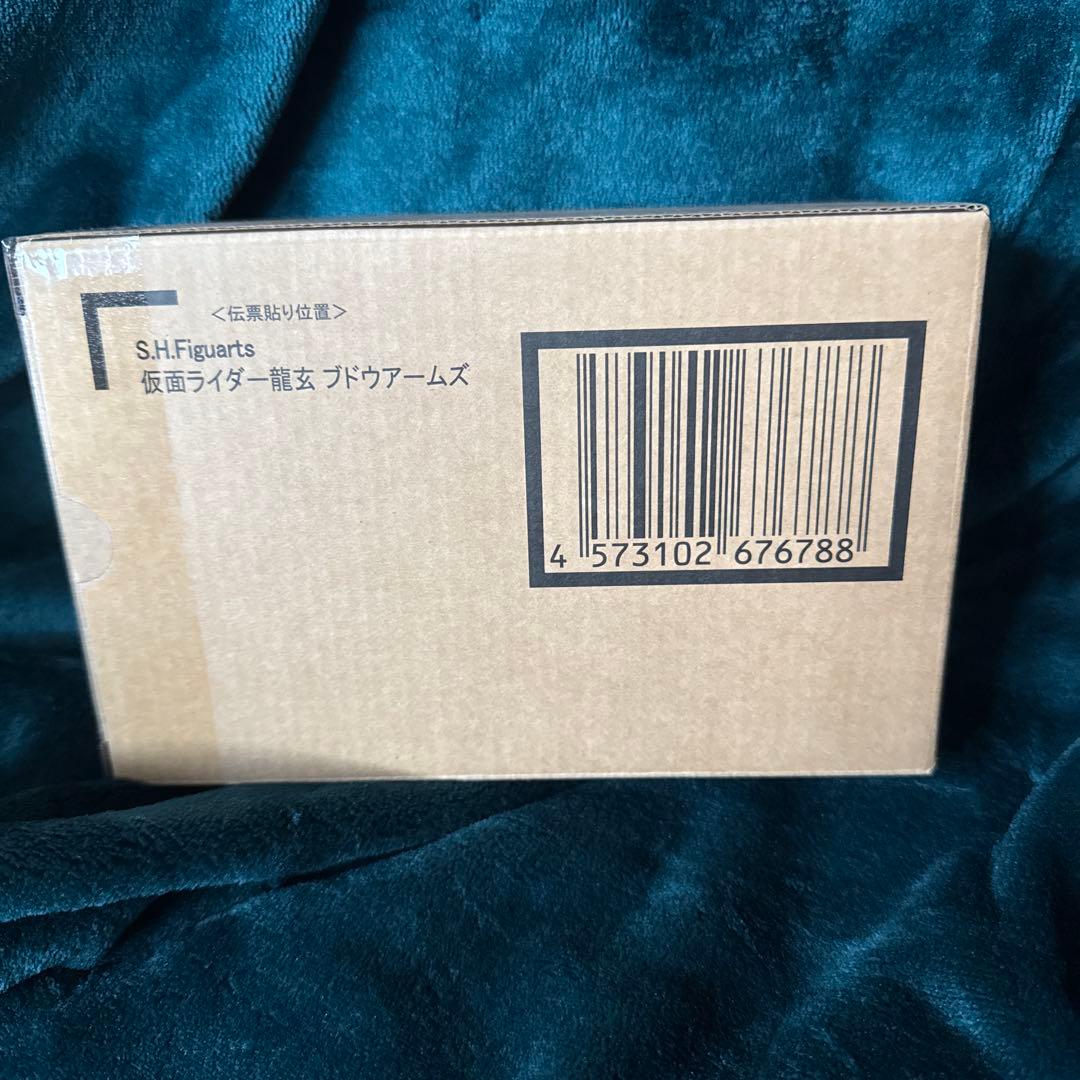 <伝票貼り位置>
S.H.Figuarts
仮面ライダー龍玄 ブドウアームズ
4 573102 676788